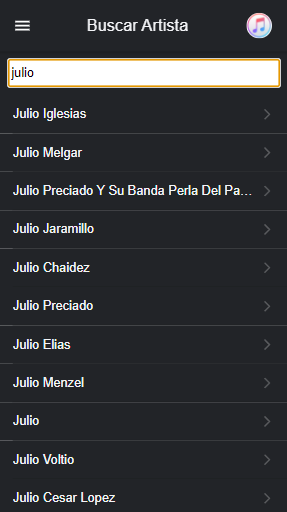 Buscar Artista
julio
Julio Iglesias
Julio Melgar
Julio Preciado Y Su Banda Perla Del Pa...
Julio Jaramillo
Julio Chaidez
Julio Preciado
Julio Elias
Julio Menzel
Julio
Julio Voltio
Julio Cesar Lopez